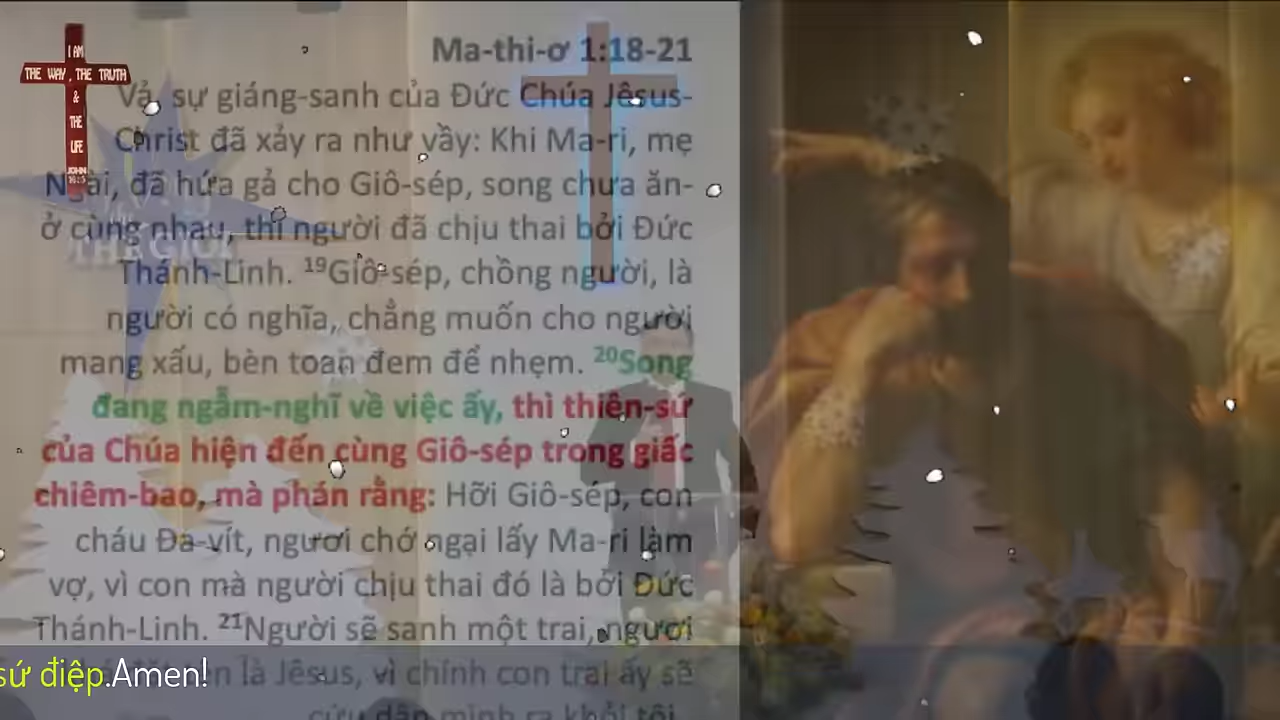 I AM
THE WAY, THE TRUTH
&
THE
LIFE
JOHN
Ma-thi-ơ 1:18-21
Vả, sự giáng-sanh của Đức Chúa Jêsus-
Christ đã xảy ra như vầy: Khi Ma-ri, mẹ
Ngài, đã hứa gả cho Giô-sép, song chưa ăn-
ở cùng nhau, thì người đã chịu thai bởi Đức
Thánh-Linh. ¹⁹Giô-sép, chồng người, là
người có nghĩa, chẳng muốn cho người
mang xấu, bèn toan đem để nhẹm. ²⁰Song
đang ngẫm-nghĩ về việc ấy, thì thiên-sứ
của Chúa hiện đến cùng Giô-sép trong giấc
chiêm-bao, mà phán rằng: Hỡi Giô-sép, con
cháu Đa-vít, ngươi chớ ngại lấy Ma-ri làm
vợ, vì con mà người chịu thai đó là bởi Đức
Thánh-Linh. ²¹Người sẽ sanh một trai, ngươi
là Jêsus, vì chính con trai ấy sẽ
cứu dân mình ra khỏi tội.
sứ điệp.Amen!